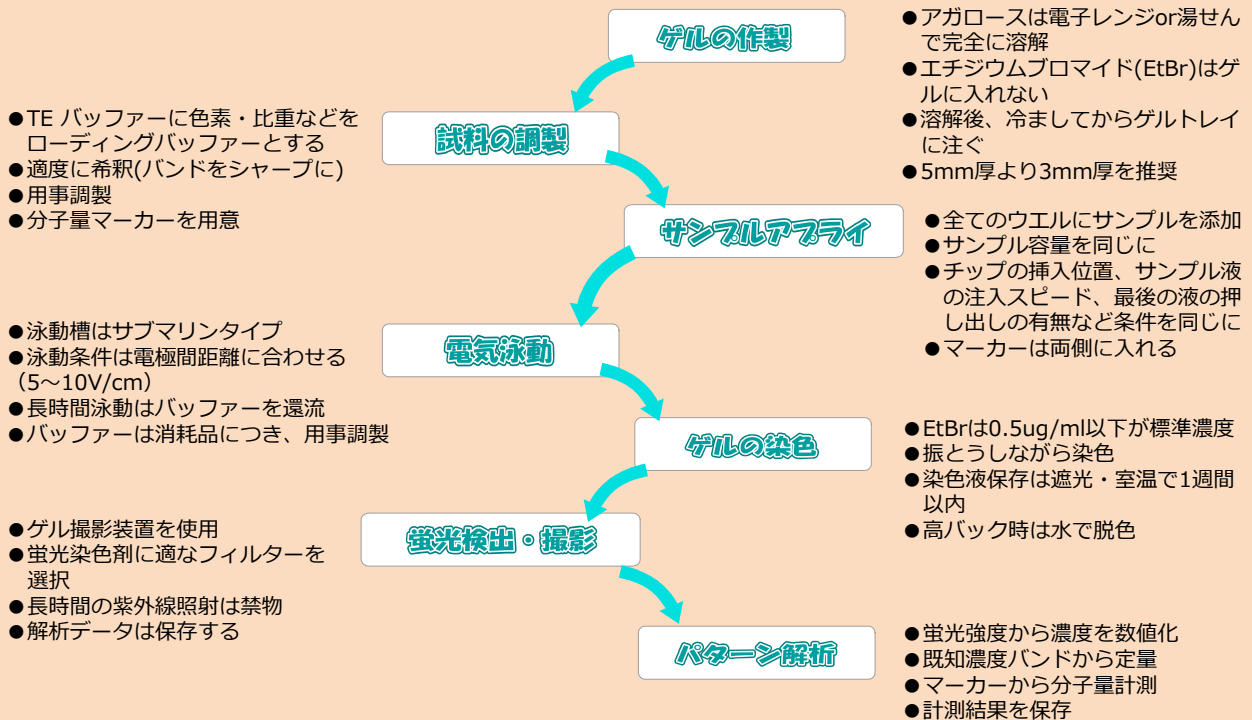 ゲルの作製
●アガロースは電子レンジor湯せん
で完全に溶解
●エチジウムブロマイド(EtBr)はゲ
ルに入れない
●溶解後、冷ましてからゲルトレイ
に注ぐ
●5mm厚より3mm厚を推奨
試料の調製
●TE バッファーに色素・比重などを
ローディングバッファーとする
●適度に希釈(バンドをシャープに)
●用事調製
●分子量マーカーを用意
サンプルアプライ
●全てのウエルにサンプルを添加
●サンプル容量を同じに
●チップの挿入位置、サンプル液
の注入スピード、最後の液の押
し出しの有無など条件を同じに
●マーカーは両側に入れる
電気泳動
●泳動槽はサブマリンタイプ
●泳動条件は電極間距離に合わせる
（5～10V/cm）
●長時間泳動はバッファーを還流
●バッファーは消耗品につき、用事調製
ゲルの染色
●EtBrは0.5ug/ml以下が標準濃度
●振とうしながら染色
●染色液保存は遮光・室温で1週間
以内
●高バック時は水で脱色
蛍光検出・撮影
●ゲル撮影装置を使用
●蛍光染色剤に適なフィルターを
選択
●長時間の紫外線照射は禁物
●解析データは保存する
パターン解析
●蛍光強度から濃度を数値化
●既知濃度バンドから定量
●マーカーから分子量計測
●計測結果を保存